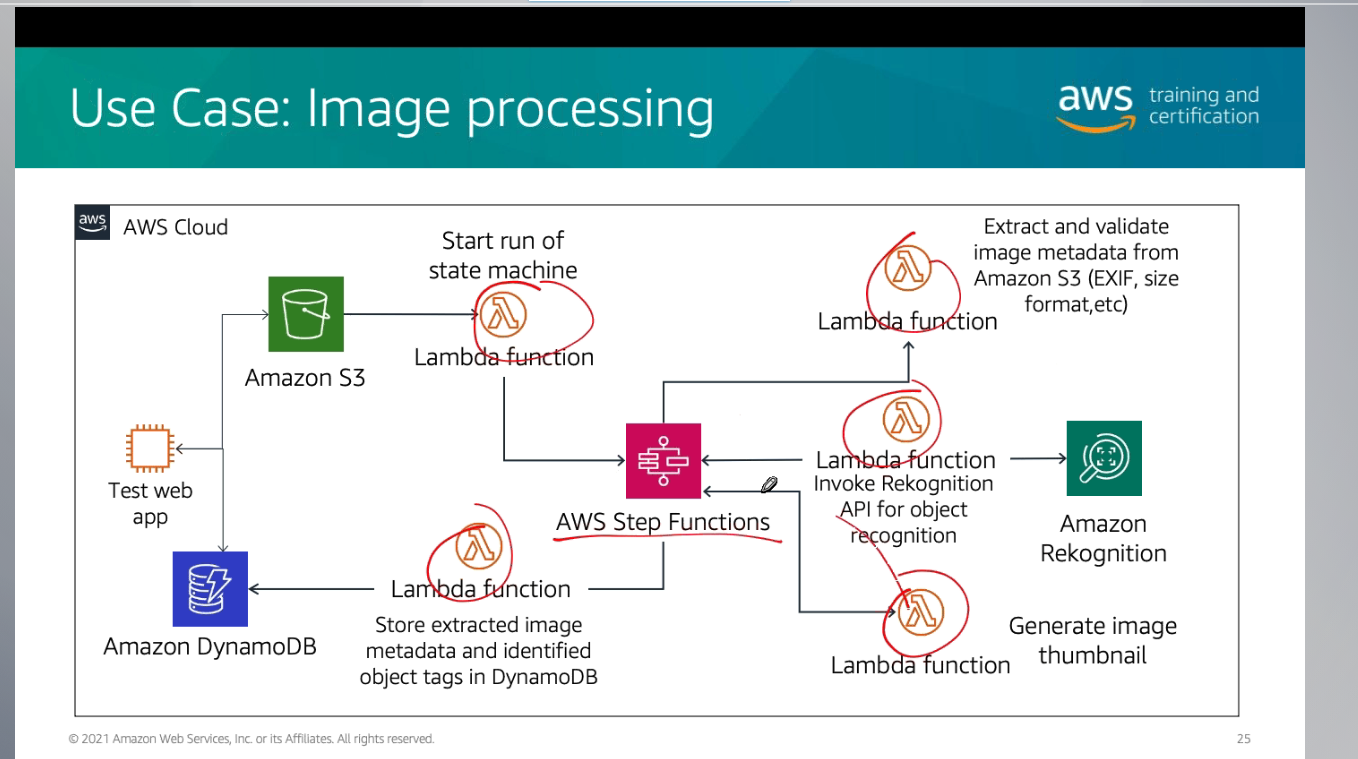 Use Case: Image processing
aws training and
certification
aws
AWS Cloud
Start run of
state machine
Lambda function
Amazon S3
Extract and validate
image metadata from
Amazon S3 (EXIF, size
format,etc)
Lambda function
Test web
app
AWS Step Functions
Lambda function
Invoke Rekognition
API for object
recognition
Amazon
Rekognition
Amazon DynamoDB
Lambda function
Store extracted image
metadata and identified
object tags in DynamoDB
Lambda function
Generate image
thumbnail
© 2021 Amazon Web Services, Inc. or its Affiliates. All rights reserved.
25